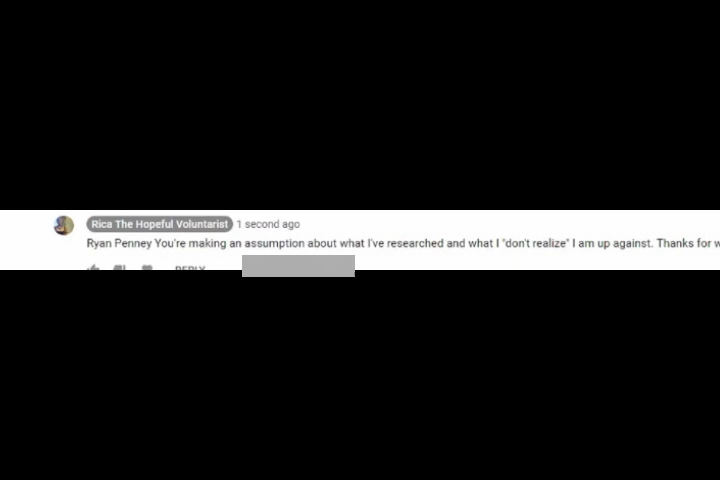 Rica The Hopeful Voluntarist 1 second ago
Ryan Penney You're making an assumption about what I've researched and what I "don't realize" I am up against. Thanks for
REPLY